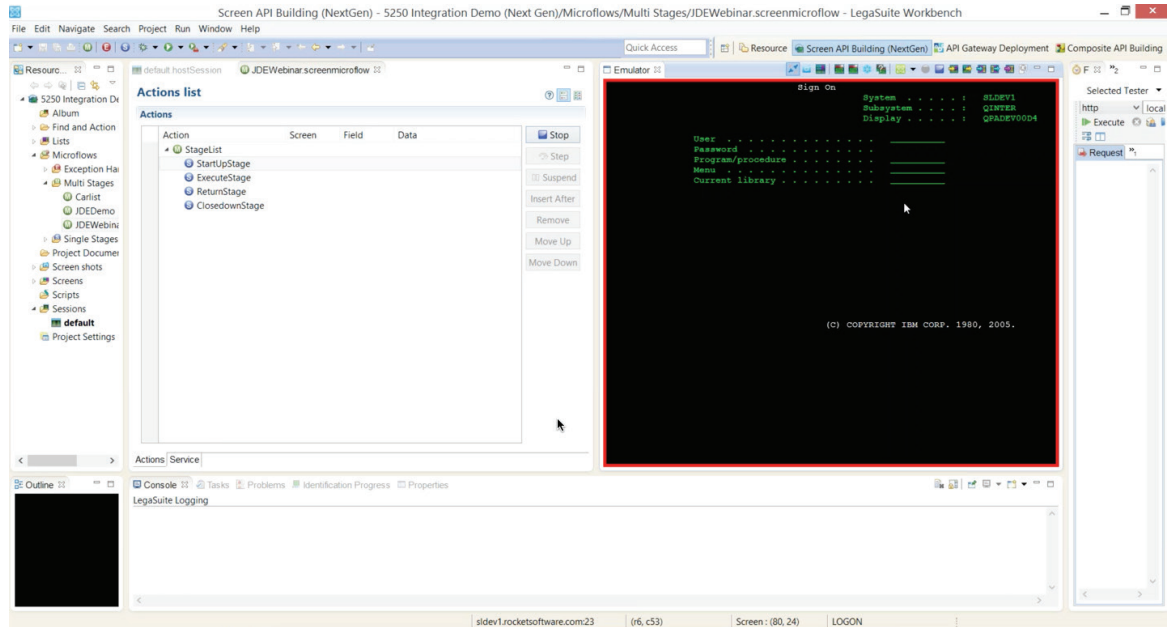 Screen API Building (NextGen) - 5250 Integration Demo (Next Gen)/Microflows/Multi Stages/JDEWebinar.screenmicroflow - LegaSuite Workbench
File Edit Navigate Search Project Run Window Help
Quick Access Resource Screen API Building (NextGen) API Gateway Deployment Composite API Building
Resourc...
5250 Integration De
Album
Find and Action
Lists
Microflows
Exception Hai
Multi Stages
Carlist
JDEDemo
JDEWebina
Single Stages
Project Documer
Screen shots
Screens
Scripts
Sessions
default
Project Settings
default hostSession JDEWebinar.screenmicroflow
Actions list
Actions
Action Screen Field Data
StageList
StartUpStage
ExecuteStage
ReturnStage
ClosedownStage
Stop
Step
Suspend
Insert After
Remove
Move Up
Move Down
Actions Service
Emulator
Sign On
System . . . . . : SLDEV1
Subsystem . . . . : QINTER
Display . . . . . : QPADEV00D4
User . . . . . . . . . . . . . .
Password . . . . . . . . . . . .
Program/procedure . . . . . . . .
Menu . . . . . . . . . . . . . .
Current library . . . . . . . . .
(C) COPYRIGHT IBM CORP. 1980, 2005.
F "2
Selected Tester
http local
Execute
Request "1
Outline
Console Tasks Problems Identification Progress Properties
LegaSuite Logging
sldev1.rocketsoftware.com:23 (r6, c53) Screen : (80, 24) LOGON